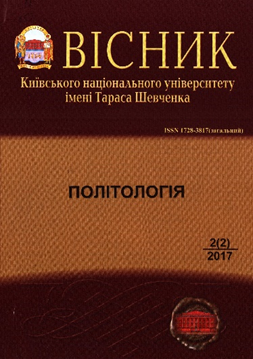 ВІСНИК
Київського національного університету
імені Тараса Шевченка
ISSN 1728-3817(загальний)
ПОЛІТОЛОГІЯ
2(2)
2017